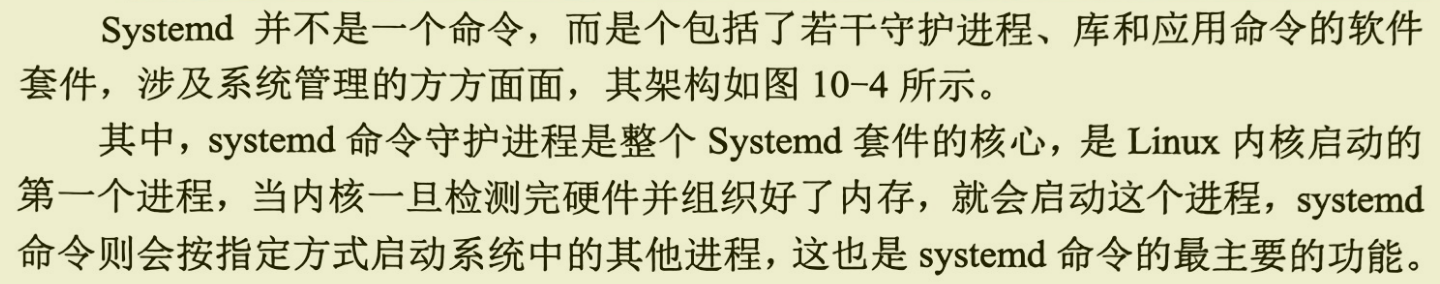 Systemd 并不是一个命令，而是个包括了若干守护进程、库和应用命令的软件
套件，涉及系统管理的方方面面，其架构如图 10-4 所示。
其中，systemd 命令守护进程是整个 Systemd 套件的核心，是 Linux 内核启动的
第一个进程，当内核一旦检测完硬件并组织好了内存，就会启动这个进程，systemd
命令则会按指定方式启动系统中的其他进程，这也是 systemd 命令的最主要的功能。